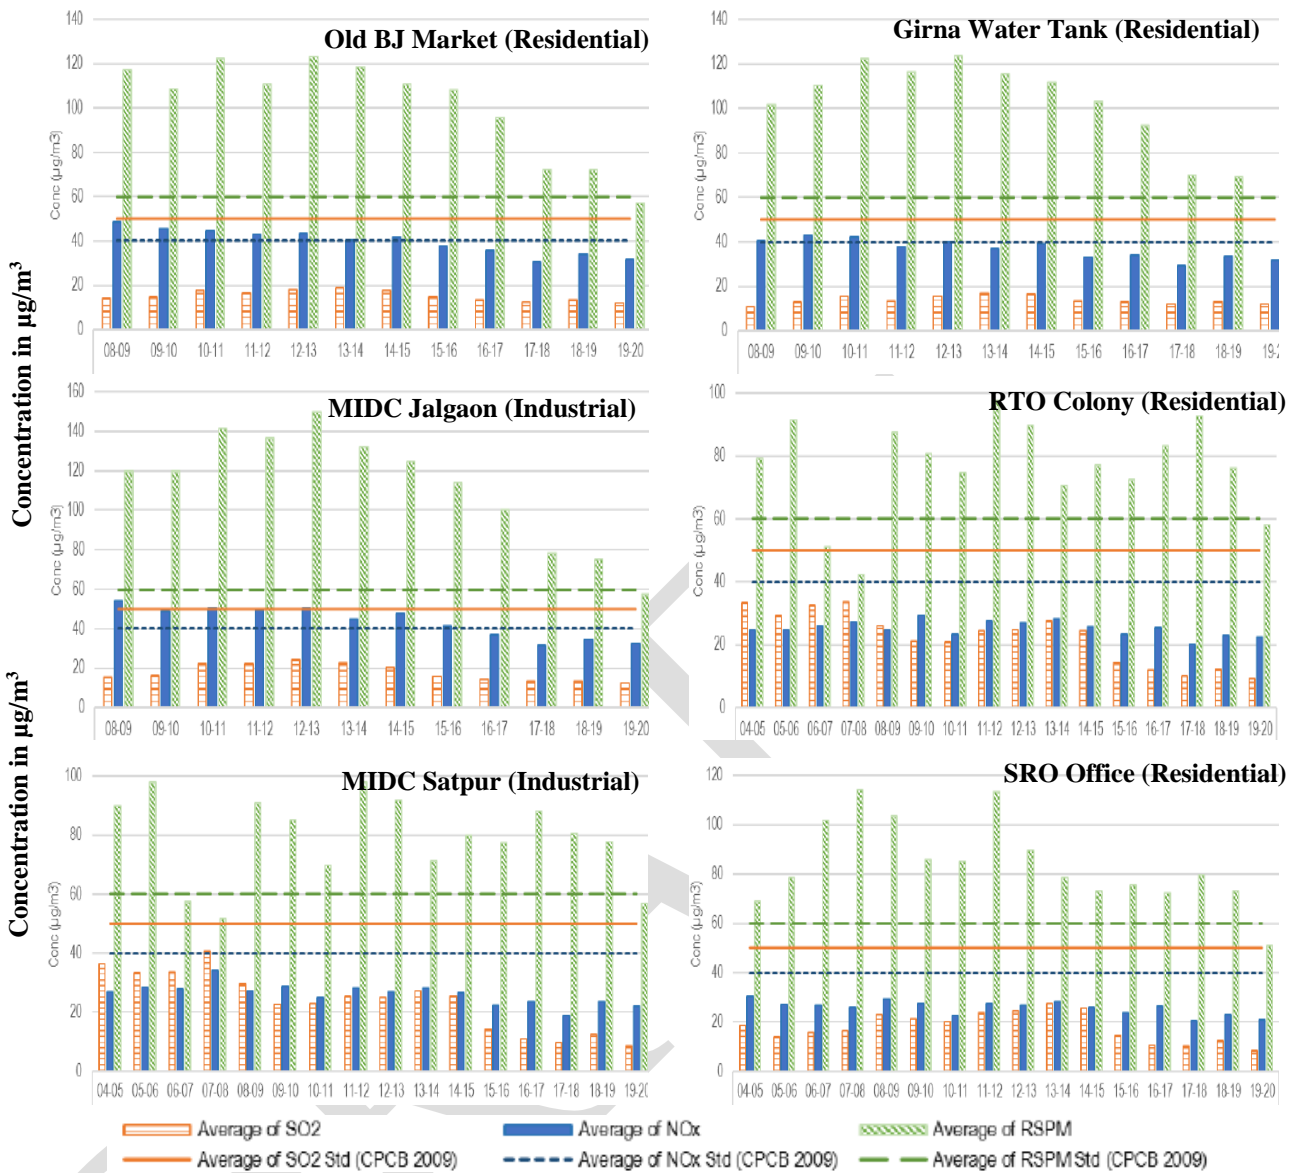 Concentration in µg/m³
Concentration in µg/m³
Old BJ Market (Residential)
Conc (µg/m3)
140
120
100
80
60
40
20
0
08-09 09-10 10-11 11-12 12-13 13-14 14-15 15-16 16-17 17-18 18-19 19-20
Girna Water Tank (Residential)
Conc (µg/m3)
140
120
100
80
60
40
20
0
08-09 09-10 10-11 11-12 12-13 13-14 14-15 15-16 16-17 17-18 18-19 19-2
MIDC Jalgaon (Industrial)
Conc (µg/m3)
160
140
120
100
80
60
40
20
0
08-09 09-10 10-11 11-12 12-13 13-14 14-15 15-16 16-17 17-18 18-19 19-20
RTO Colony (Residential)
Conc (µg/m3)
100
80
60
40
20
0
04-05 05-06 06-07 07-08 08-09 09-10 10-11 11-12 12-13 13-14 14-15 15-16 16-17 17-18 18-19 19-20
MIDC Satpur (Industrial)
Conc (µg/m3)
100
80
60
40
20
0
04-05 05-06 06-07 07-08 08-09 09-10 10-11 11-12 12-13 13-14 14-15 15-16 16-17 17-18 18-19 19-20
SRO Office (Residential)
Conc (µg/m3)
120
100
80
60
40
20
0
04-05 05-06 06-07 07-08 08-09 09-10 10-11 11-12 12-13 13-14 14-15 15-16 16-17 17-18 18-19 19-20
Average of SO2 Average of NOx Average of RSPM
Average of SO2 Std (CPCB 2009) Average of NOx Std (CPCB 2009) Average of RSPM Std (CPCB 2009)